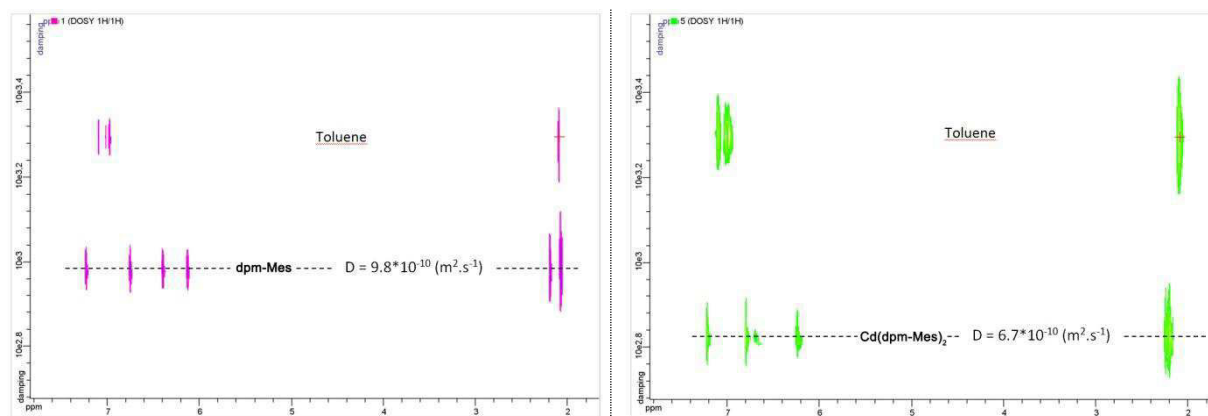 1 (DOSY 1H/1H)
damping
10e3,4
Toluene
10e3,2
10e3
dpm-Mes D = 9.8*10⁻¹⁰ (m².s⁻¹)
10e2,8
damping
ppm 7 6 5 4 3 2
5 (DOSY 1H/1H)
damping
10e3,4
Toluene
10e3,2
10e3
Cd(dpm-Mes)₂ D = 6.7*10⁻¹⁰ (m².s⁻¹)
10e2,8
damping
ppm 7 6 5 4 3 2